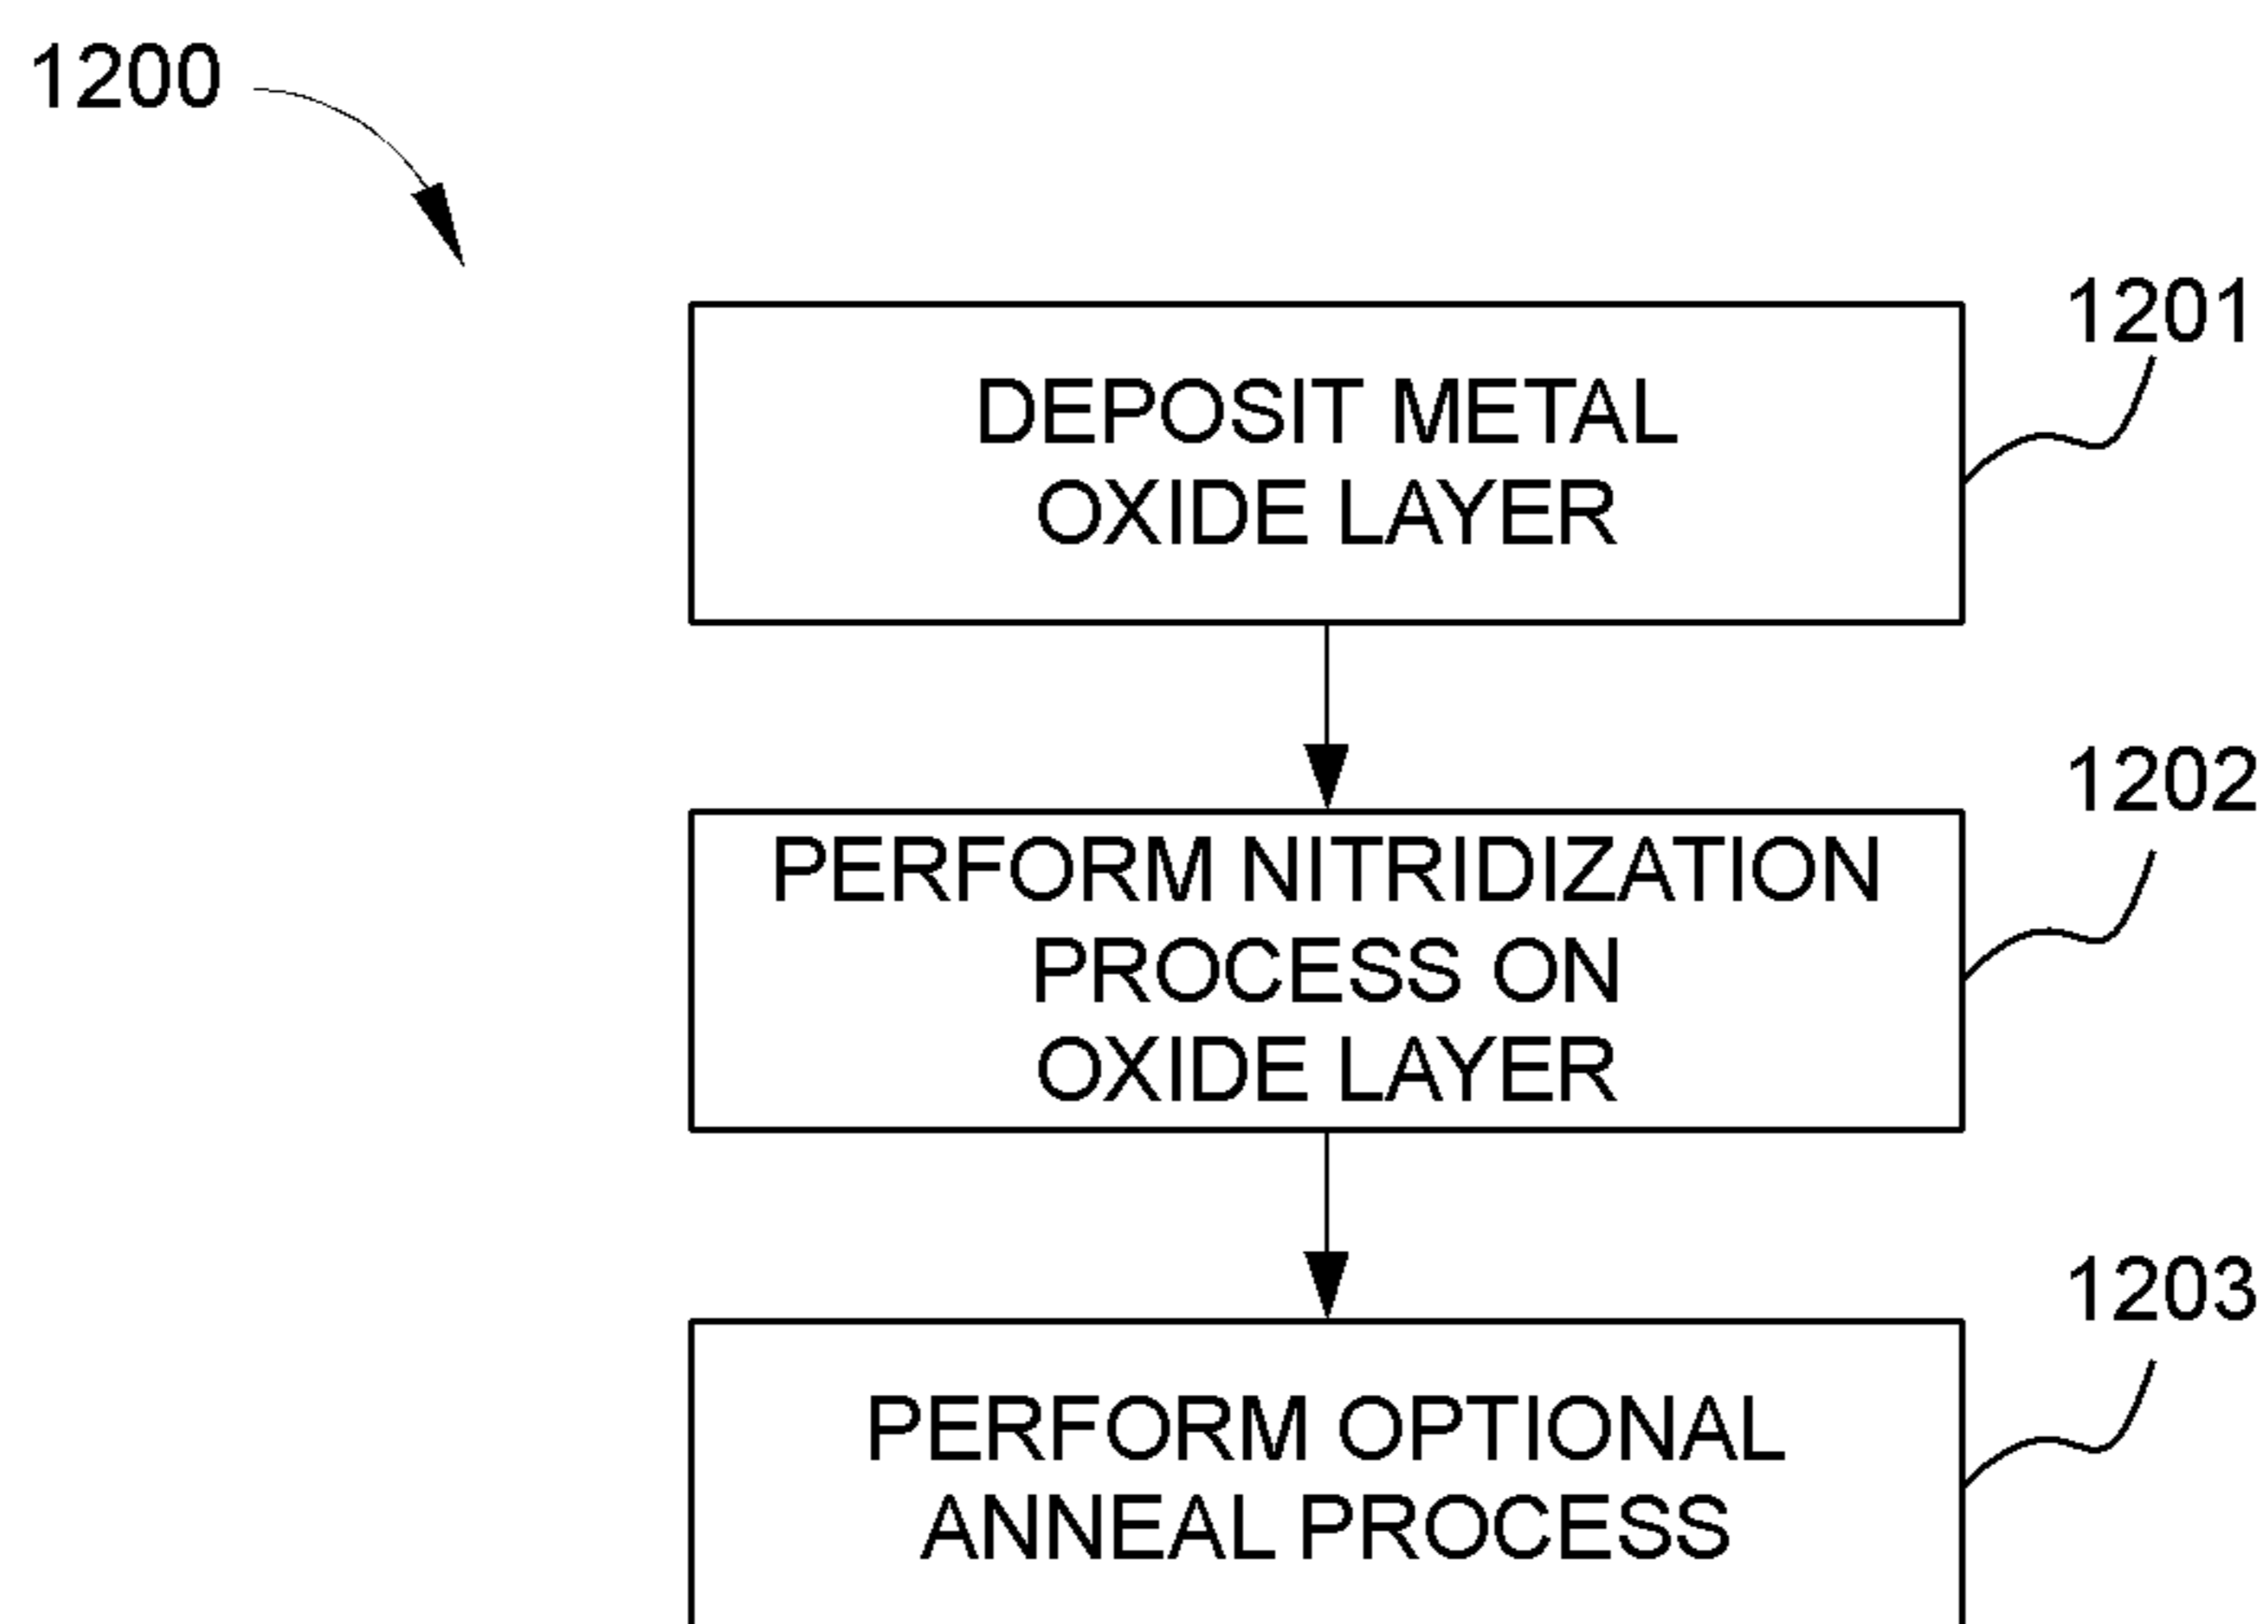 1200
1201
DEPOSIT METAL
OXIDE LAYER
1202
PERFORM NITRIDIZATION
PROCESS ON
OXIDE LAYER
1203
PERFORM OPTIONAL
ANNEAL PROCESS